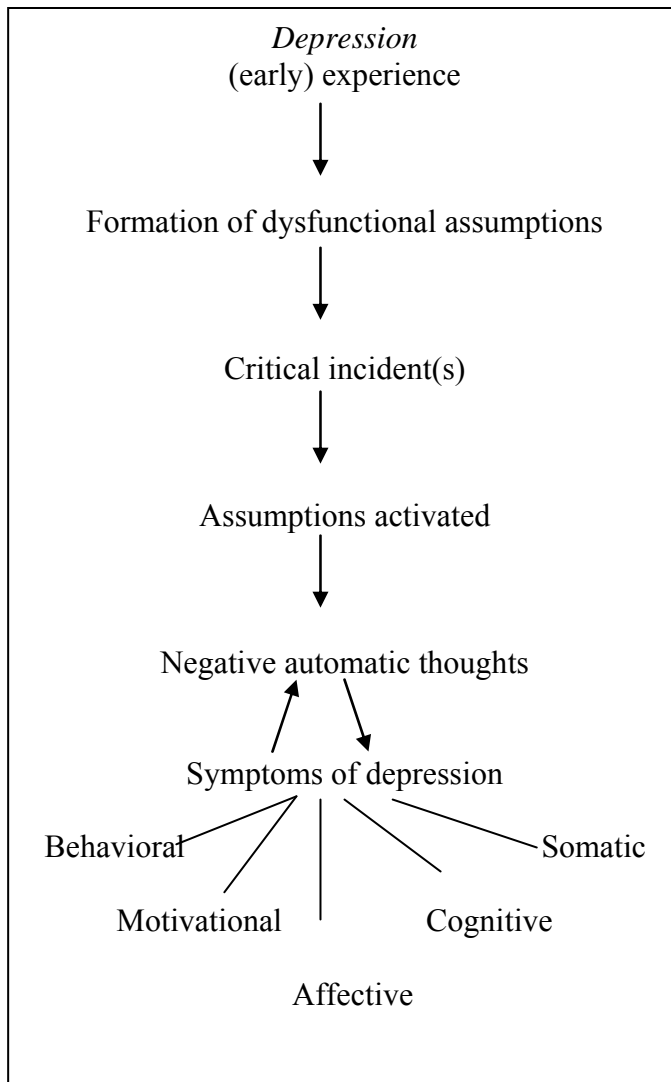 Depression
(early) experience
Formation of dysfunctional assumptions
Critical incident(s)
Assumptions activated
Negative automatic thoughts
Symptoms of depression
Behavioral
Somatic
Motivational
Cognitive
Affective